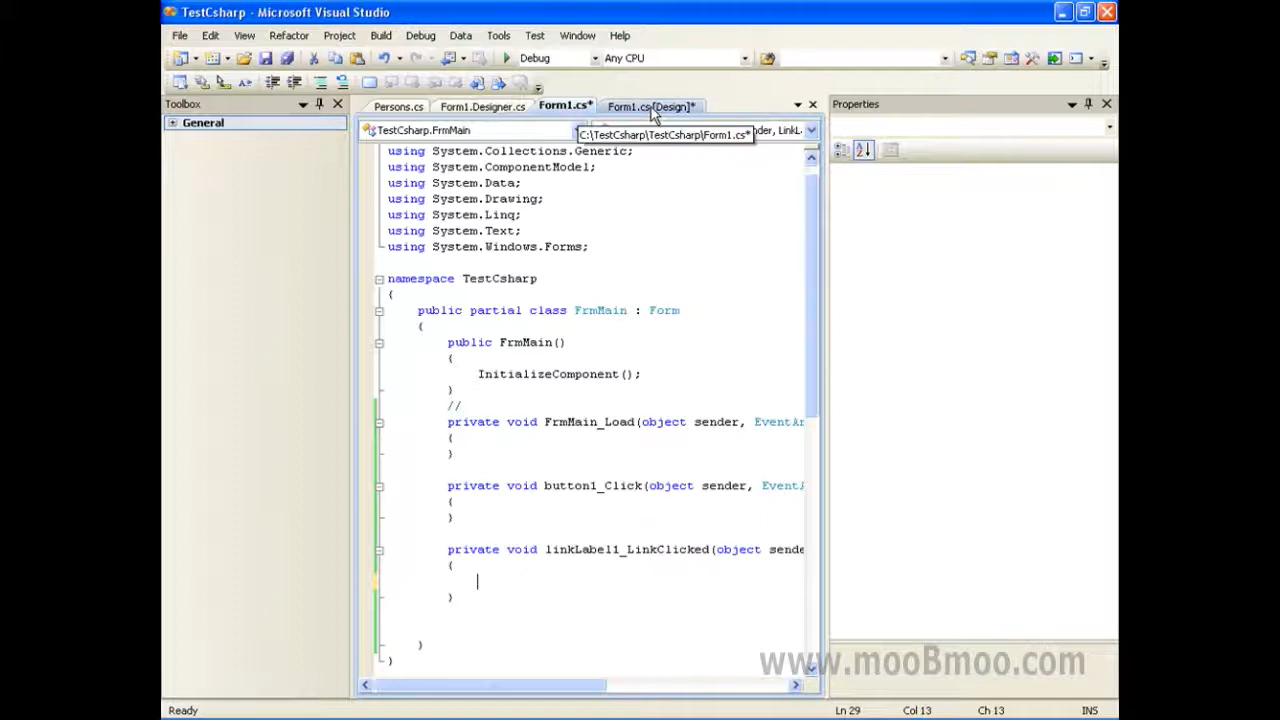 TestCsharp - Microsoft Visual Studio
File Edit View Refactor Project Build Debug Data Tools Test Window Help
Debug Any CPU
Toolbox
General
Persons.cs Form1.Designer.cs Form1.cs* Form1.cs [Design]*
Properties
TestCsharp.FrmMain
C:\TestCsharp\TestCsharp\Form1.cs*
nder, LinkL
using System.Collections.Generic;
using System.ComponentModel;
using System.Data;
using System.Drawing;
using System.Linq;
using System.Text;
using System.Windows.Forms;
namespace TestCsharp
{
public partial class FrmMain : Form
{
public FrmMain()
{
InitializeComponent();
}
//
private void FrmMain_Load(object sender, EventAr
{
}
private void button1_Click(object sender, EventA
{
}
private void linkLabel1_LinkClicked(object sende
{
}
}
}
www.mooBmoo.com
Ready Ln 29 Col 13 Ch 13 INS